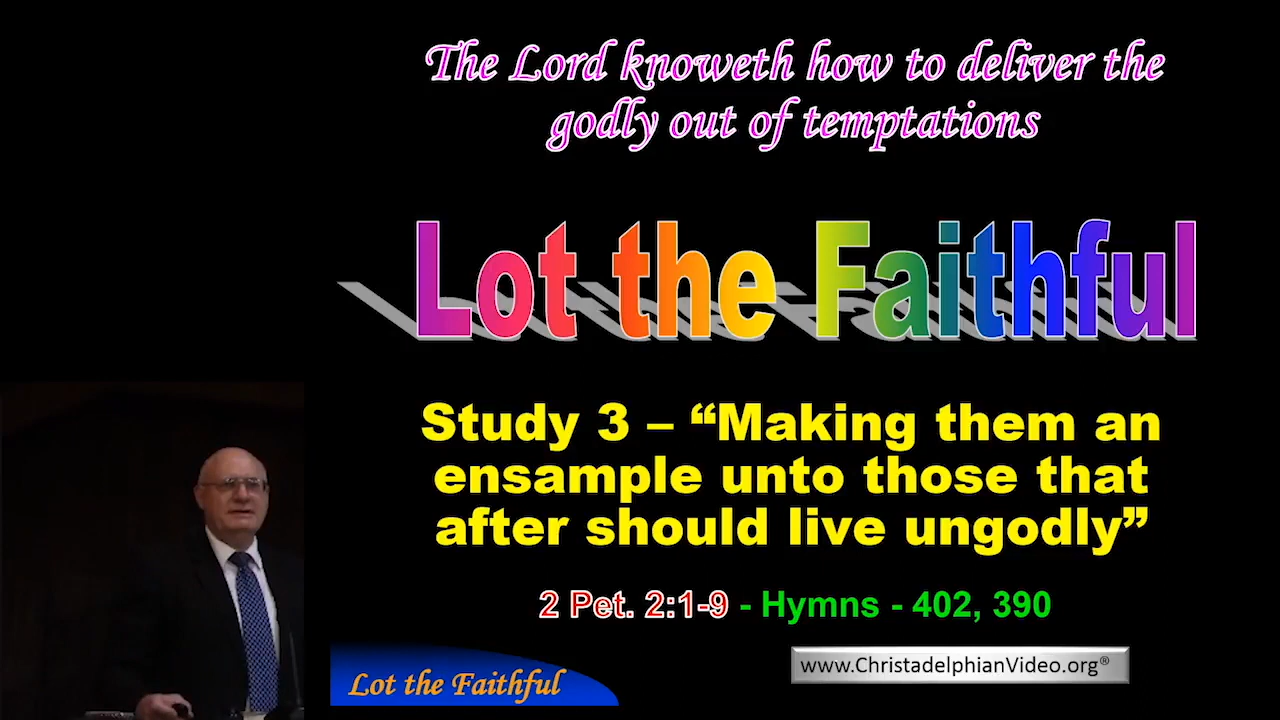 The Lord knoweth how to deliver the
godly out of temptations
Lot the Faithful
Study 3 – “Making them an
ensample unto those that
after should live ungodly”
2 Pet. 2:1-9 - Hymns - 402, 390
Lot the Faithful
www.ChristadelphianVideo.org®